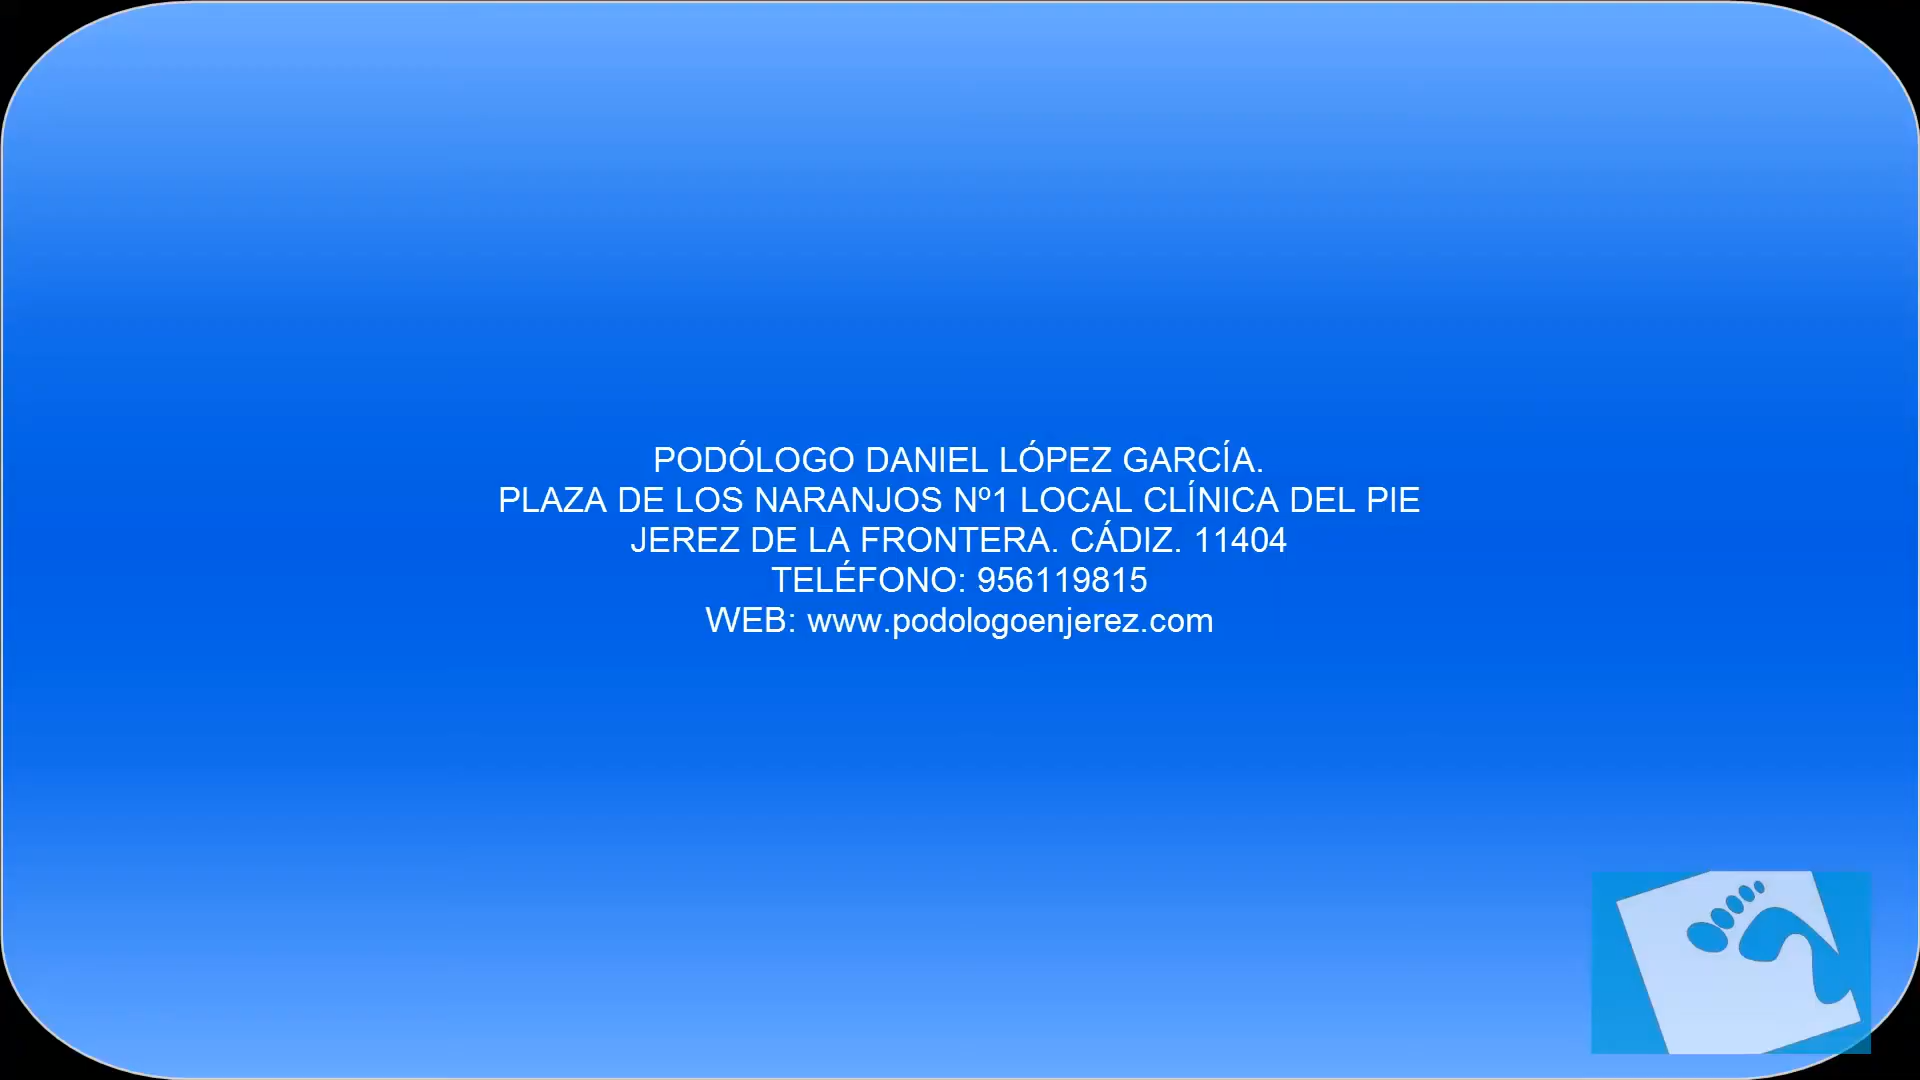 PODÓLOGO DANIEL LÓPEZ GARCÍA.
PLAZA DE LOS NARANJOS Nº1 LOCAL CLÍNICA DEL PIE
JEREZ DE LA FRONTERA. CÁDIZ. 11404
TELÉFONO: 956119815
WEB: www.podologoenjerez.com